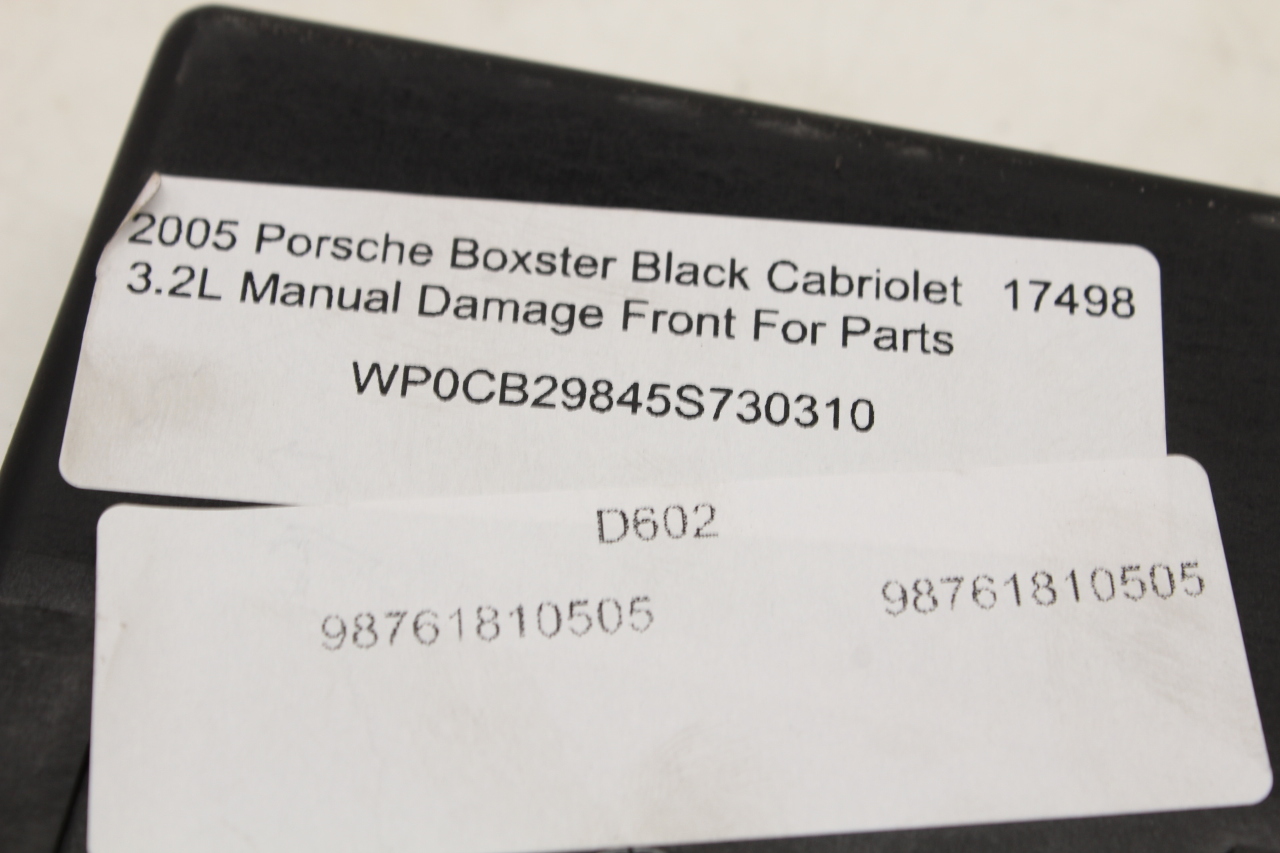 2005 Porsche Boxster Black Cabriolet 17498
3.2L Manual Damage Front For Parts
WP0CB29845S730310
D602
98761810505 98761810505